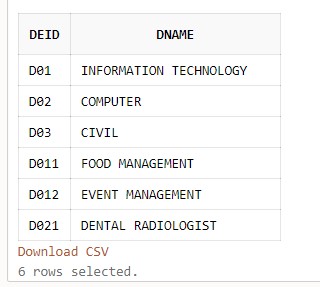 DEID DNAME
D01 INFORMATION TECHNOLOGY
D02 COMPUTER
D03 CIVIL
D011 FOOD MANAGEMENT
D012 EVENT MANAGEMENT
D021 DENTAL RADIOLOGIST
Download CSV
6 rows selected.